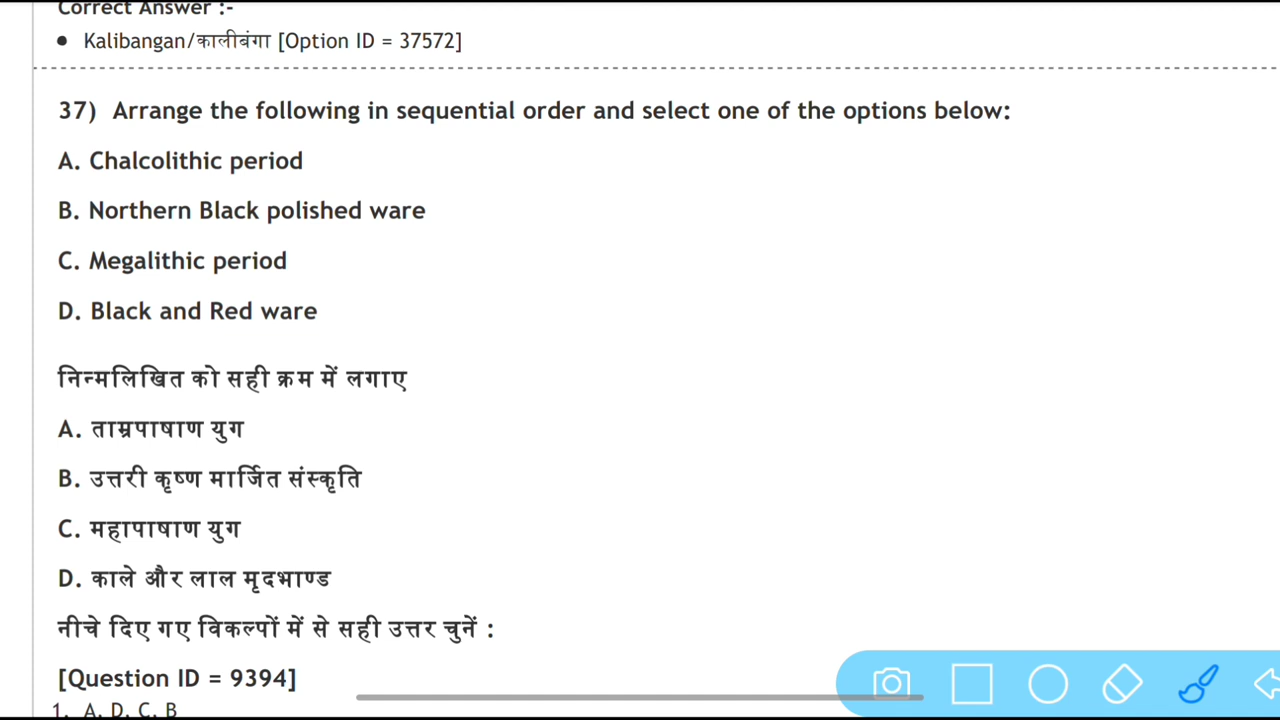 Correct Answer :-
● Kalibangan/कालीबंगा [Option ID = 37572]
37) Arrange the following in sequential order and select one of the options below:
A. Chalcolithic period
B. Northern Black polished ware
C. Megalithic period
D. Black and Red ware
निन्मलिखित को सही क्रम में लगाए
A. ताम्रपाषाण युग
B. उत्तरी कृष्ण मार्जित संस्कृति
C. महापाषाण युग
D. काले और लाल मृदभाण्ड
नीचे दिए गए विकल्पों में से सही उत्तर चुनें :
[Question ID = 9394]
1. A, D, C, B